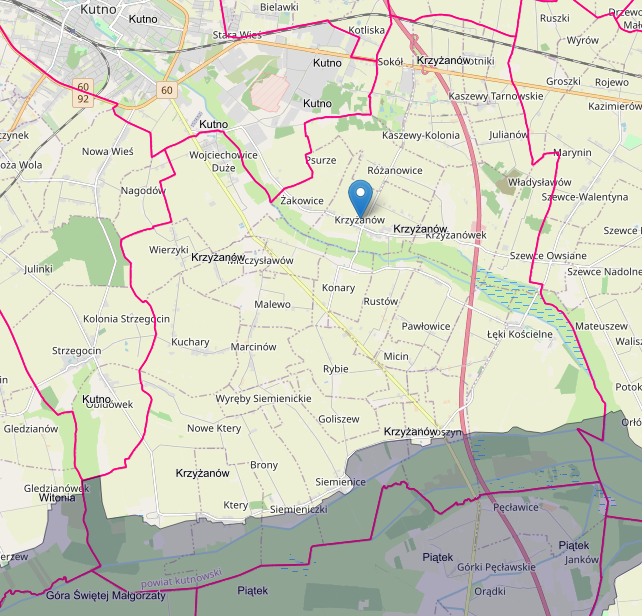 Kutno
Kutno
Bielawki
Kotliska
Ruszki
Wyrów
Stara Wieś
Kutno
Sokół
Krzyżanów
Groszki
Rojewo
60
92
60
Kutno
Kaszewy Tarnowskie
Kutno
Kaszewy-Kolonia
Julianów
Nowa Wieś
Wojciechowice
Duże
Psurze
Marynin
Różanowice
Władysławów
Nagodów
Żakowice
Szewce-Walentyna
Krzyżanów
Krzyżanów
Krzyżanówek
Wierzyki
Krzyżanów
Szewce Owsiane
Julinki
Szewce Nadolne
Konary
Malewo
Rustów
Kolonia Strzegocin
Pawłowice
Mateuszew
Łęki Kościelne
Kuchary
Marcinów
Strzegocin
Micin
Rybie
Kutno
Obidówek
Wyręby Siemienickie
Goliszew
Gledzianów
Nowe Ktery
Krzyżanów
Brony
Krzyżanów
Siemienice
Gledzianówek
Witonia
Ktery
Siemieniczki
Pęcławice
Piątek
Piątek
Janków
Górki Pęcławskie
powiat kutnowski
Piątek
Orądki
Góra Świętej Małgorzaty